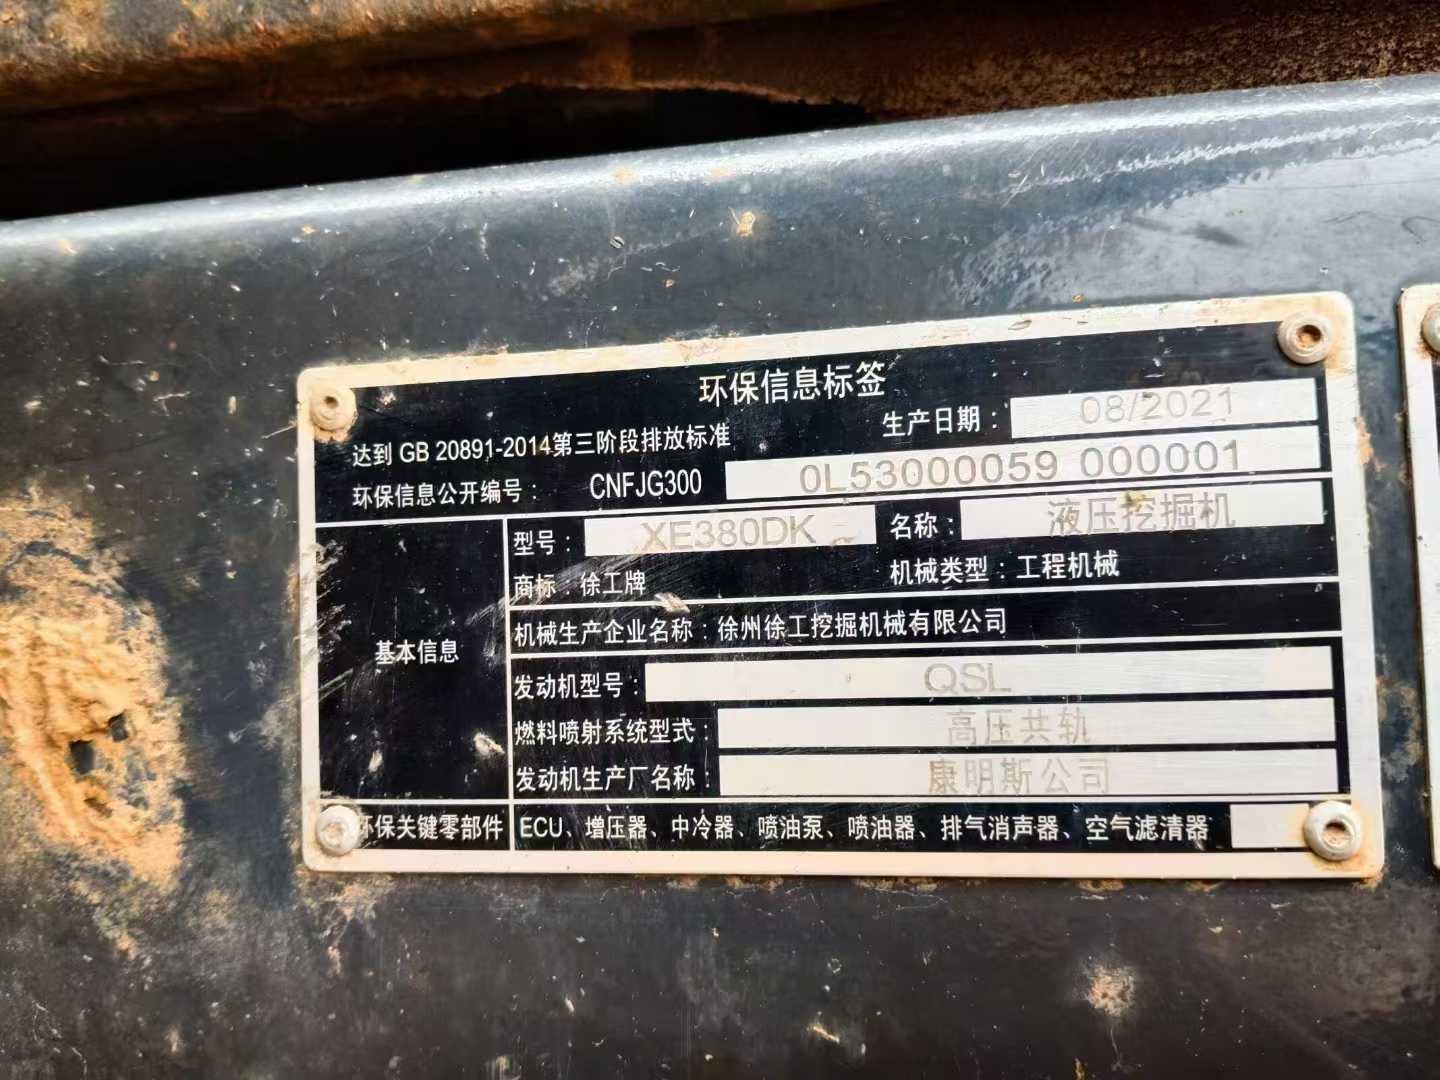 环保信息标签
达到 GB 20891-2014第三阶段排放标准 生产日期： 08/2021
环保信息公开编号： CNFJG300 0L53000059 000001
基本信息
型号： XE380DK 名称： 液压挖掘机
商标：徐工牌 机械类型：工程机械
机械生产企业名称：徐州徐工挖掘机械有限公司
发动机型号： QSL
燃料喷射系统型式： 高压共轨
发动机生产厂名称： 康明斯公司
环保关键零部件 ECU、增压器、中冷器、喷油泵、喷油器、排气消声器、空气滤清器